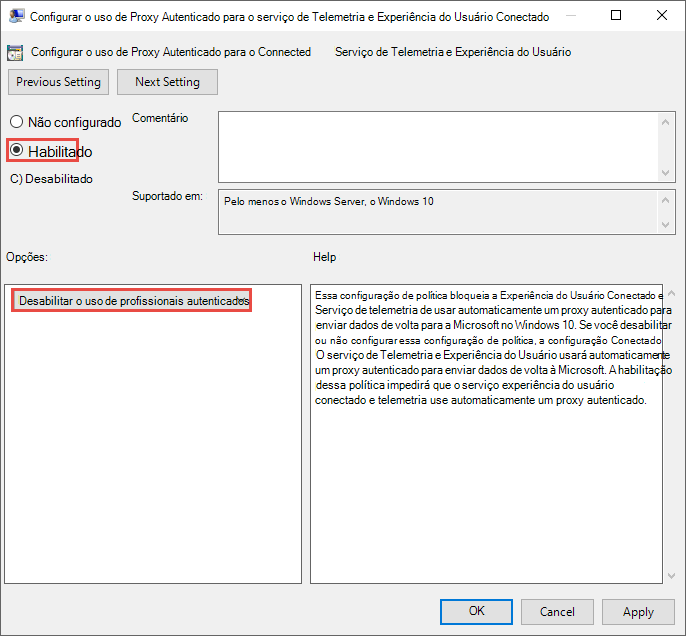 Configurar o uso de Proxy Autenticado para o serviço de Telemetria e Experiência do Usuário Conectado
Configurar o uso de Proxy Autenticado para o Connected Serviço de Telemetria e Experiência do Usuário
Previous Setting Next Setting
Não configurado
Comentário
Habilitado
C) Desabilitado
Suportado em:
Pelo menos o Windows Server, o Windows 10
Opções:
Help
Desabilitar o uso de profissionais autenticados
Essa configuração de política bloqueia a Experiência do Usuário Conectado e
Serviço de telemetria de usar automaticamente um proxy autenticado para
enviar dados de volta para a Microsoft no Windows 10. Se você desabilitar
ou não configurar essa configuração de política, a configuração Conectado
O serviço de Telemetria e Experiência do Usuário usará automaticamente
um proxy autenticado para enviar dados de volta à Microsoft. A habilitação
dessa política impedirá que o serviço experiência do usuário
conectado e telemetria use automaticamente um proxy autenticado.
OK Cancel Apply